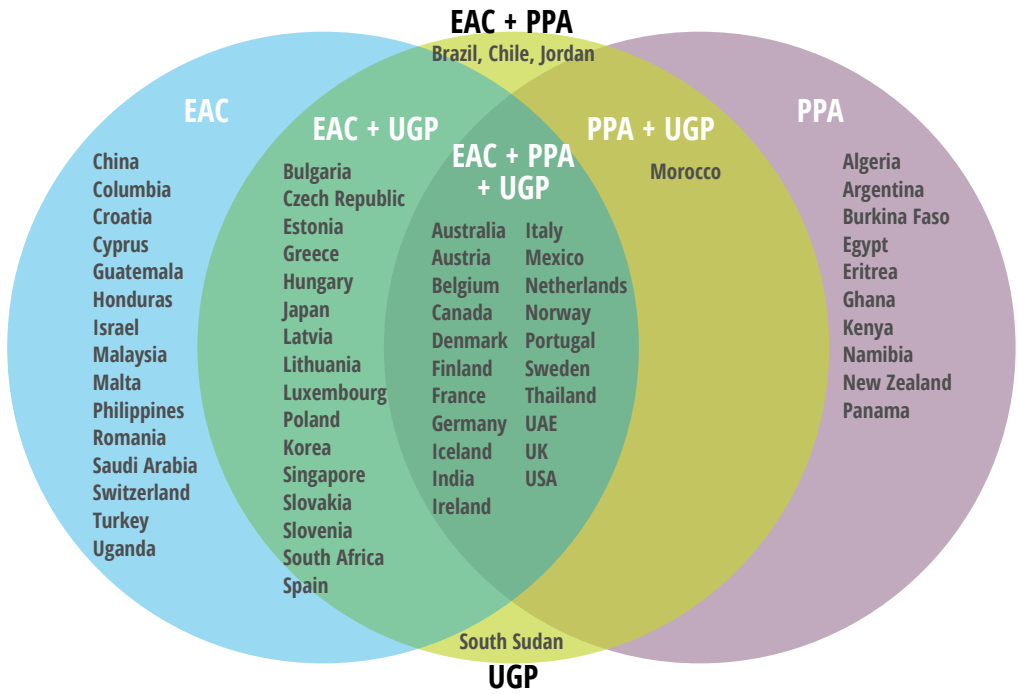 EAC + PPA
Brazil, Chile, Jordan
EAC
China
Columbia
Croatia
Cyprus
Guatemala
Honduras
Israel
Malaysia
Malta
Philippines
Romania
Saudi Arabia
Switzerland
Turkey
Uganda
EAC + UGP
Bulgaria
Czech Republic
Estonia
Greece
Hungary
Japan
Latvia
Lithuania
Luxembourg
Poland
Korea
Singapore
Slovakia
Slovenia
South Africa
Spain
EAC + PPA
+ UGP
Australia
Austria
Belgium
Canada
Denmark
Finland
France
Germany
Iceland
India
Ireland
Italy
Mexico
Netherlands
Norway
Portugal
Sweden
Thailand
UAE
UK
USA
PPA + UGP
Morocco
PPA
Algeria
Argentina
Burkina Faso
Egypt
Eritrea
Ghana
Kenya
Namibia
New Zealand
Panama
South Sudan
UGP